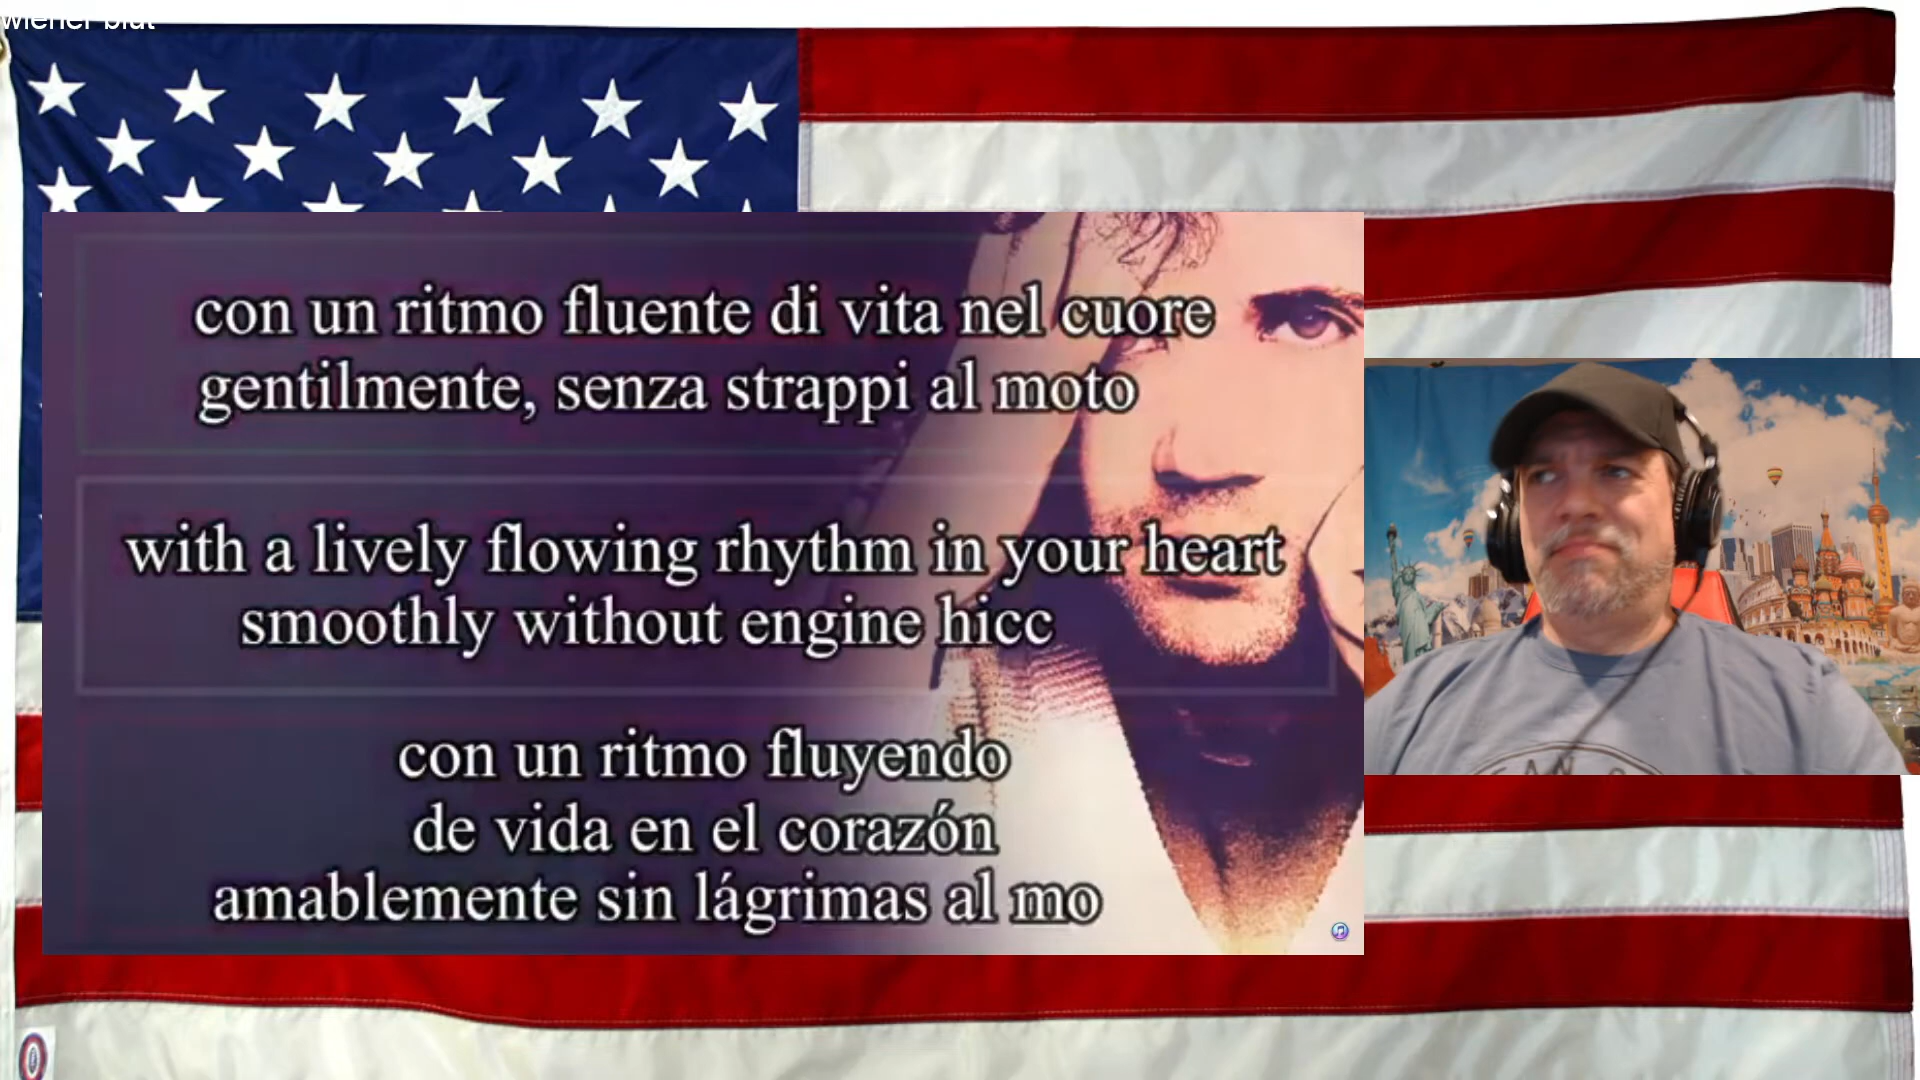 wiener blut
con un ritmo fluente di vita nel cuore
gentilmente, senza strappi al moto
with a lively flowing rhythm in your heart
smoothly without engine hicc
con un ritmo fluyendo
de vida en el corazón
amablemente sin lágrimas al mo